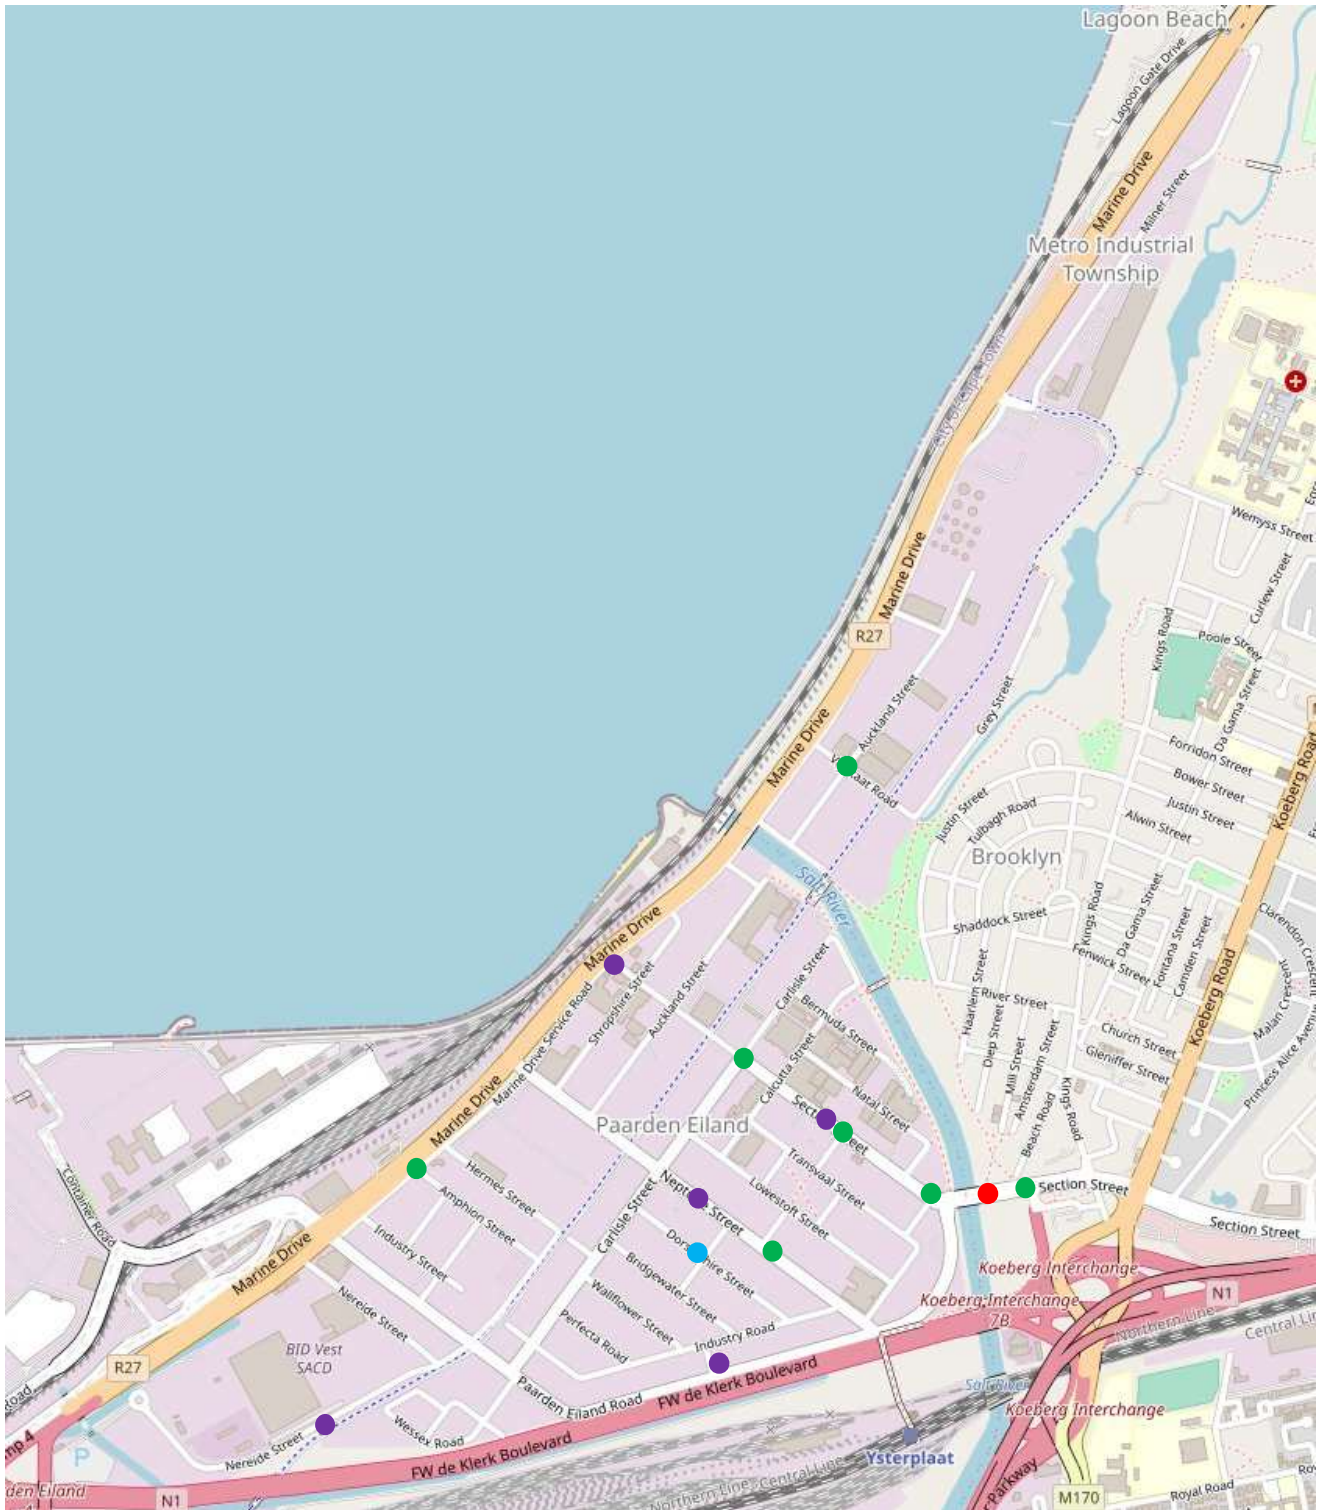 Lagoon Beach
Lagoon Gate Drive
Marine Drive
Milner Street
Metro Industrial
Township
City of Cape Town
Wemyss Street
Marine Drive
Curlew Street
R27
Kings Road
Poole Street
Auckland Street
Grey Street
Da Gama Street
Marine Drive
Forridon Street
Koeberg Road
Bower Street
Justin Street
Justin Street
Tulbagh Road
Alwin Street
Brooklyn
Salt River
Kings Road
Da Gama Street
Shaddock Street
Fontana Street
Camden Street
Clarendon Crescent
Marine Drive
Fenwick Street
Koeberg Road
Carlisle Street
Haarlem Street
River Street
Malan Crescent
Marine Drive Service Road
Shropshire Street
Auckland Street
Bermuda Street
Diep Street
Church Street
Princess Alice Avenue
Calcutta Street
Mill Street
Amsterdam Street
Gleniffer Street
Marine Drive
Natal Street
Kings Road
Beach Road
Paarden Eiland
Transvaal Street
Hermes Street
Lowestoft Street
Section Street
Container Road
Amphion Street
Carlisle Street
Section Street
Industry Street
Marine Drive
Bridgewater Street
Koeberg Interchange
Nereide Street
Wallflower Street
Koeberg Interchange
7B
N1
Perfecta Road
Industry Road
Northern Line
BID Vest
SACD
R27
FW de Klerk Boulevard
Salt River
Paarden Eiland Road
Koeberg Interchange
Wessex Road
Nereide Street
FW de Klerk Boulevard
Ysterplaat
P
Northern Line
Central Line
N1
Parkway
M170
Royal Road